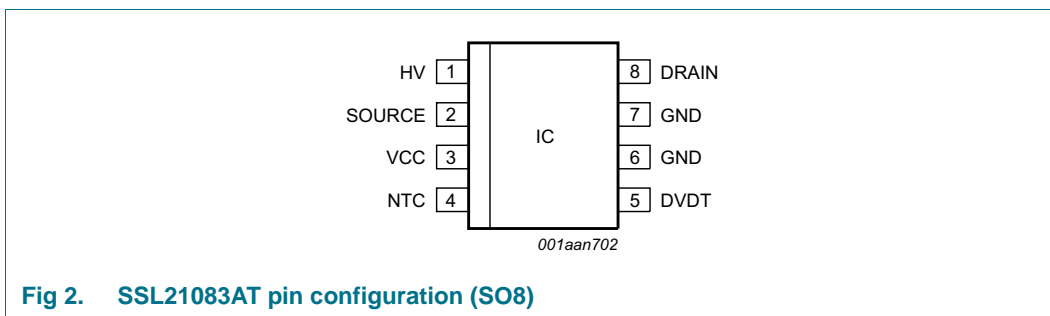 HV 1 8 DRAIN
SOURCE 2 7 GND
IC
VCC 3 6 GND
NTC 4 5 DVDT
001aan702
Fig 2. SSL21083AT pin configuration (SO8)